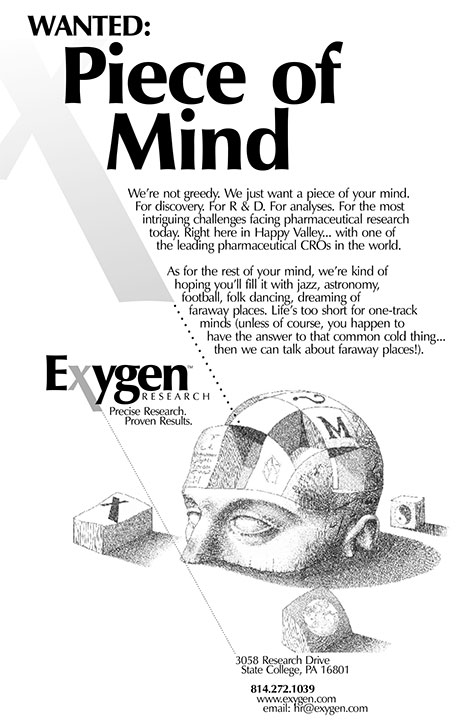 WANTED:
Piece of
Mind
We're not greedy. We just want a piece of your mind.
For discovery. For R & D. For analyses. For the most
intriguing challenges facing pharmaceutical research
today. Right here in Happy Valley... with one of
the leading pharmaceutical CROs in the world.
As for the rest of your mind, we're kind of
hoping you'll fill it with jazz, astronomy,
football, folk dancing, dreaming of
faraway places. Life's too short for one-track
minds (unless of course, you happen to
have the answer to that common cold thing...
then we can talk about faraway places!).
Exygen™
RESEARCH
Precise Research.
Proven Results.
M
3058 Research Drive
State College, PA 16801
814.272.1039
www.exygen.com
email: hr@exygen.com